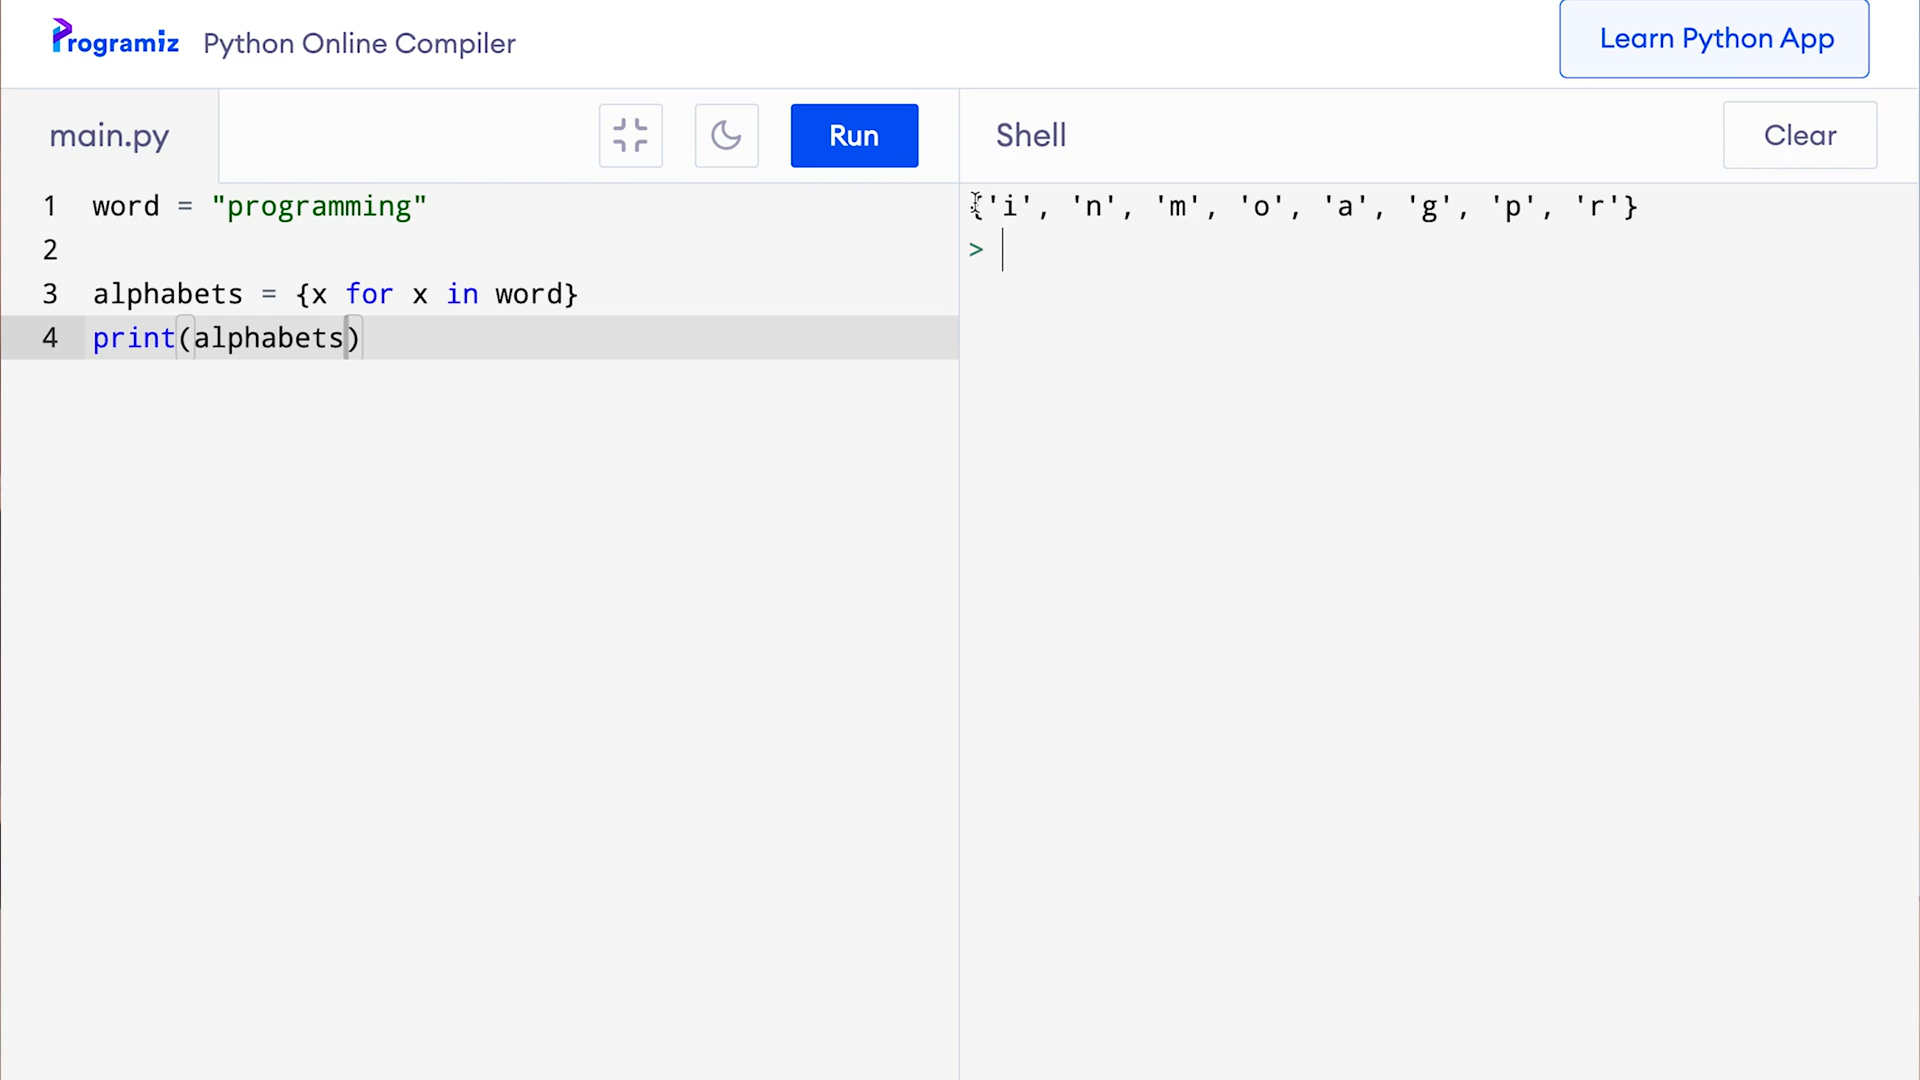 Programiz Python Online Compiler
Learn Python App
main.py
Run
Shell
Clear
1 word = "programming"
2
3 alphabets = {x for x in word}
4 print(alphabets)
{'i', 'n', 'm', 'o', 'a', 'g', 'p', 'r'}
>